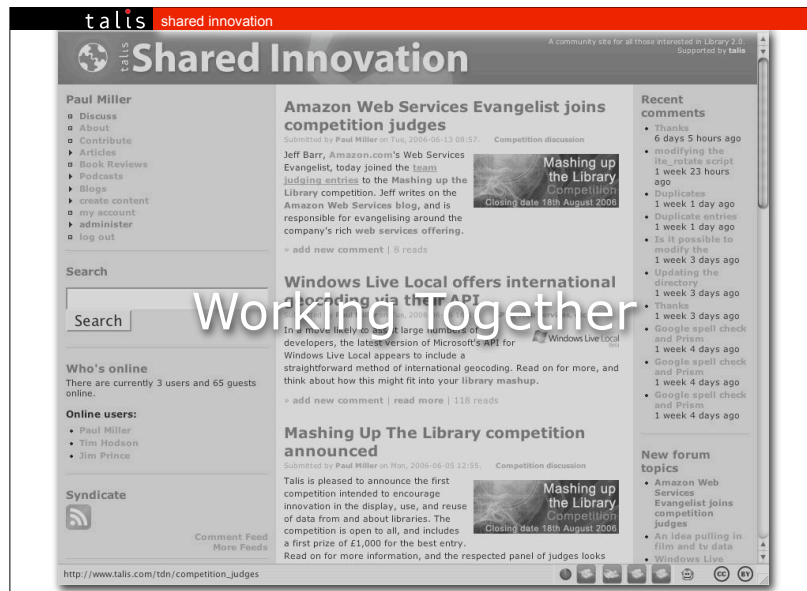 talis shared innovation
talis Shared Innovation
A community site for all those interested in Library 2.0.
Supported by talis
Paul Miller
Discuss
About
Contribute
Articles
Book Reviews
Podcasts
Blogs
create content
my account
administer
log out
Search
Search
Who's online
There are currently 3 users and 65 guests
online.
Online users:
Paul Miller
Tim Hodson
Jim Prince
Syndicate
Comment Feed
More Feeds
Amazon Web Services Evangelist joins
competition judges
Submitted by Paul Miller on Tue, 2006-06-13 08:57. Competition discussion
Jeff Barr, Amazon.com's Web Services
Evangelist, today joined the team
judging entries to the Mashing up the
Library competition. Jeff writes on the
Amazon Web Services blog, and is
responsible for evangelising around the
company's rich web services offering.
Mashing up
the Library
Competition
Closing date 18th August 2006
» add new comment | 8 reads
Windows Live Local offers international
geocoding via their API
Working Together
In a move likely to assist large numbers of
developers, the latest version of Microsoft's API for
Windows Live Local appears to include a
straightforward method of international geocoding. Read on for more, and
think about how this might fit into your library mashup.
Windows Live Local
Beta
» add new comment | read more | 118 reads
Mashing Up The Library competition
announced
Submitted by Paul Miller on Mon, 2006-06-05 12:55. Competition discussion
Talis is pleased to announce the first
competition intended to encourage
innovation in the display, use, and reuse
of data from and about libraries. The
competition is open to all, and includes
a first prize of £1,000 for the best entry.
Read on for more information, and the respected panel of judges looks
Mashing up
the Library
Competition
Closing date 18th August 2006
Recent
comments
Thanks
6 days 5 hours ago
modifying the
ite_rotate script
1 week 23 hours
ago
Duplicates
1 week 1 day ago
Duplicate entries
1 week 1 day ago
Is it possible to
modify the
1 week 3 days ago
Updating the
directory
1 week 3 days ago
Thanks
1 week 3 days ago
Google spell check
and Prism
1 week 4 days ago
Google spell check
and Prism
1 week 4 days ago
Google spell check
and Prism
1 week 4 days ago
New forum
topics
Amazon Web
Services
Evangelist joins
competition
judges
An idea pulling in
film and tv data
Windows Live
http://www.talis.com/tdn/competition_judges
CC BY